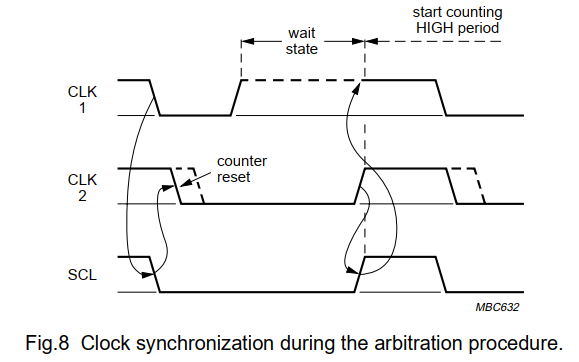 start counting
HIGH period
wait
state
CLK
1
counter
reset
CLK
2
SCL
MBC632
Fig.8 Clock synchronization during the arbitration procedure.